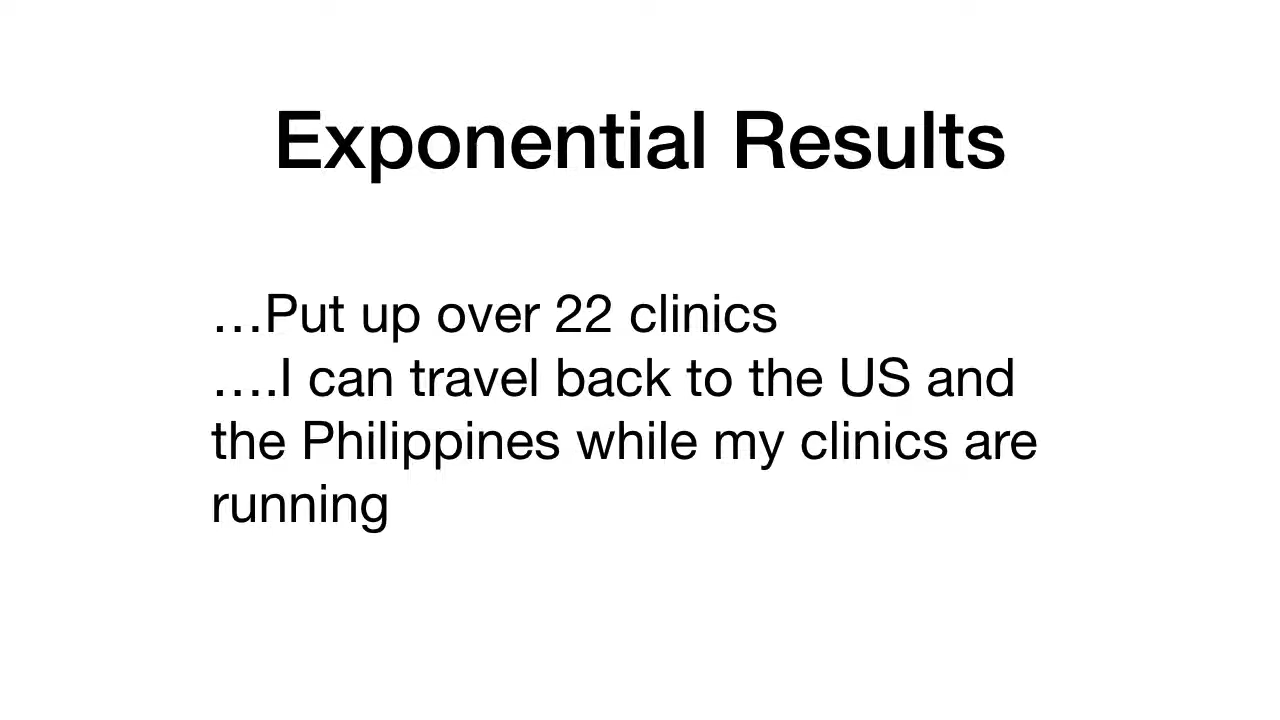 Exponential Results
…Put up over 22 clinics
….I can travel back to the US and
the Philippines while my clinics are
running